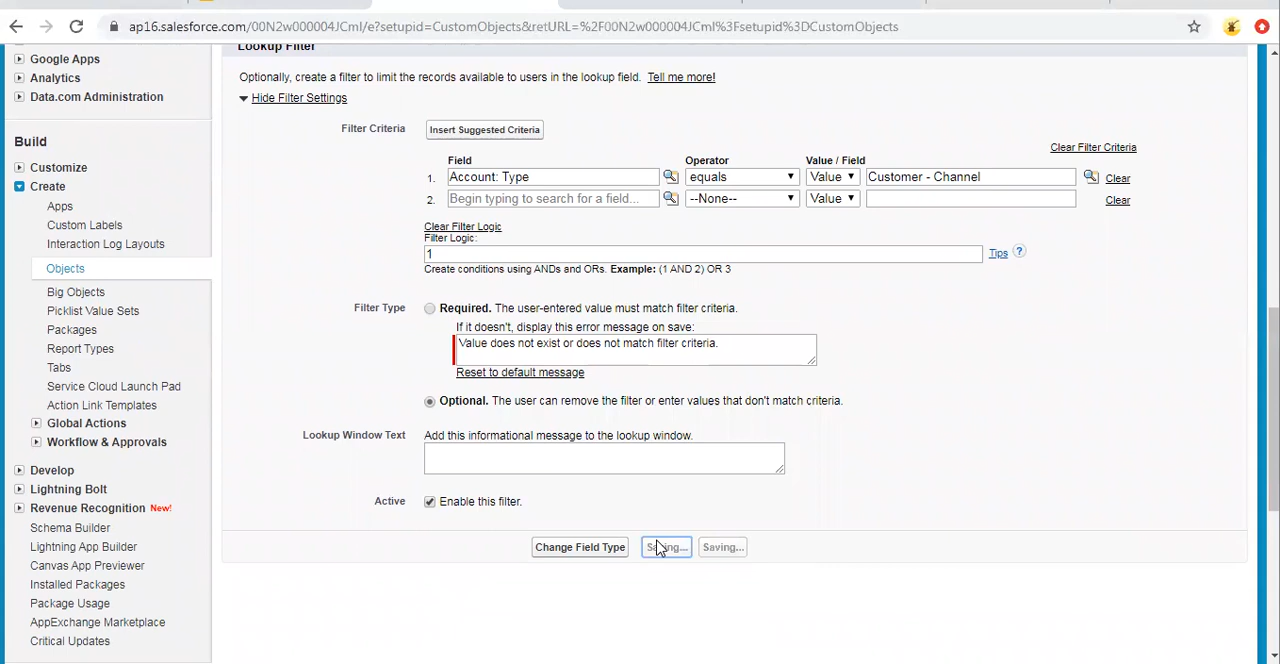 ap16.salesforce.com/00N2w000004JCml/e?setupid=CustomObjects&retURL=%2F00N2w000004JCml%3Fsetupid%3DCustomObjects
Google Apps
Analytics
Data.com Administration
Build
Customize
Create
Apps
Custom Labels
Interaction Log Layouts
Objects
Big Objects
Picklist Value Sets
Packages
Report Types
Tabs
Service Cloud Launch Pad
Action Link Templates
Global Actions
Workflow & Approvals
Develop
Lightning Bolt
Revenue Recognition New!
Schema Builder
Lightning App Builder
Canvas App Previewer
Installed Packages
Package Usage
AppExchange Marketplace
Critical Updates
Lookup Filter
Optionally, create a filter to limit the records available to users in the lookup field. Tell me more!
Hide Filter Settings
Filter Criteria Insert Suggested Criteria
Clear Filter Criteria
Field Operator Value / Field
1. Account: Type equals Value Customer - Channel Clear
2. Begin typing to search for a field... --None-- Value Clear
Clear Filter Logic
Filter Logic:
1 Tips ?
Create conditions using ANDs and ORs. Example: (1 AND 2) OR 3
Filter Type Required. The user-entered value must match filter criteria.
If it doesn't, display this error message on save:
Value does not exist or does not match filter criteria.
Reset to default message
Optional. The user can remove the filter or enter values that don't match criteria.
Lookup Window Text Add this informational message to the lookup window.
Active Enable this filter.
Change Field Type Saving... Saving...